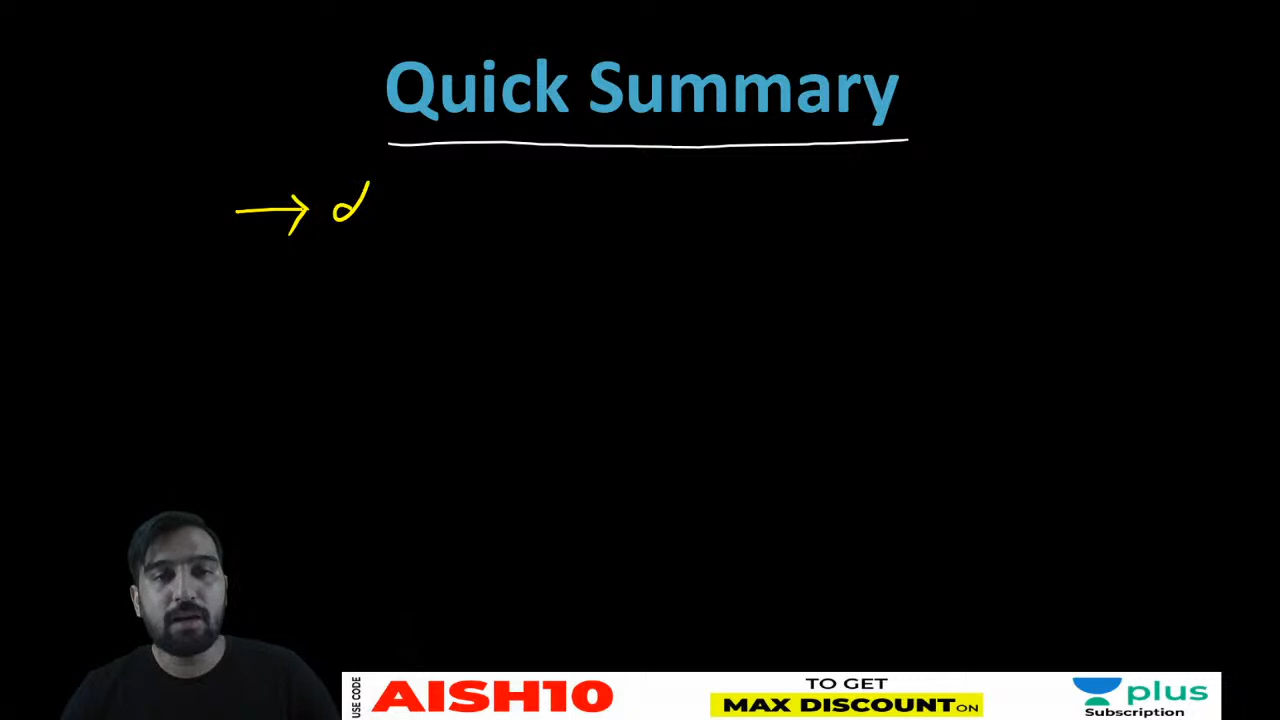 Quick Summary
→ d
USE CODE
AISH10
TO GET
MAX DISCOUNT ON
plus
Subscription